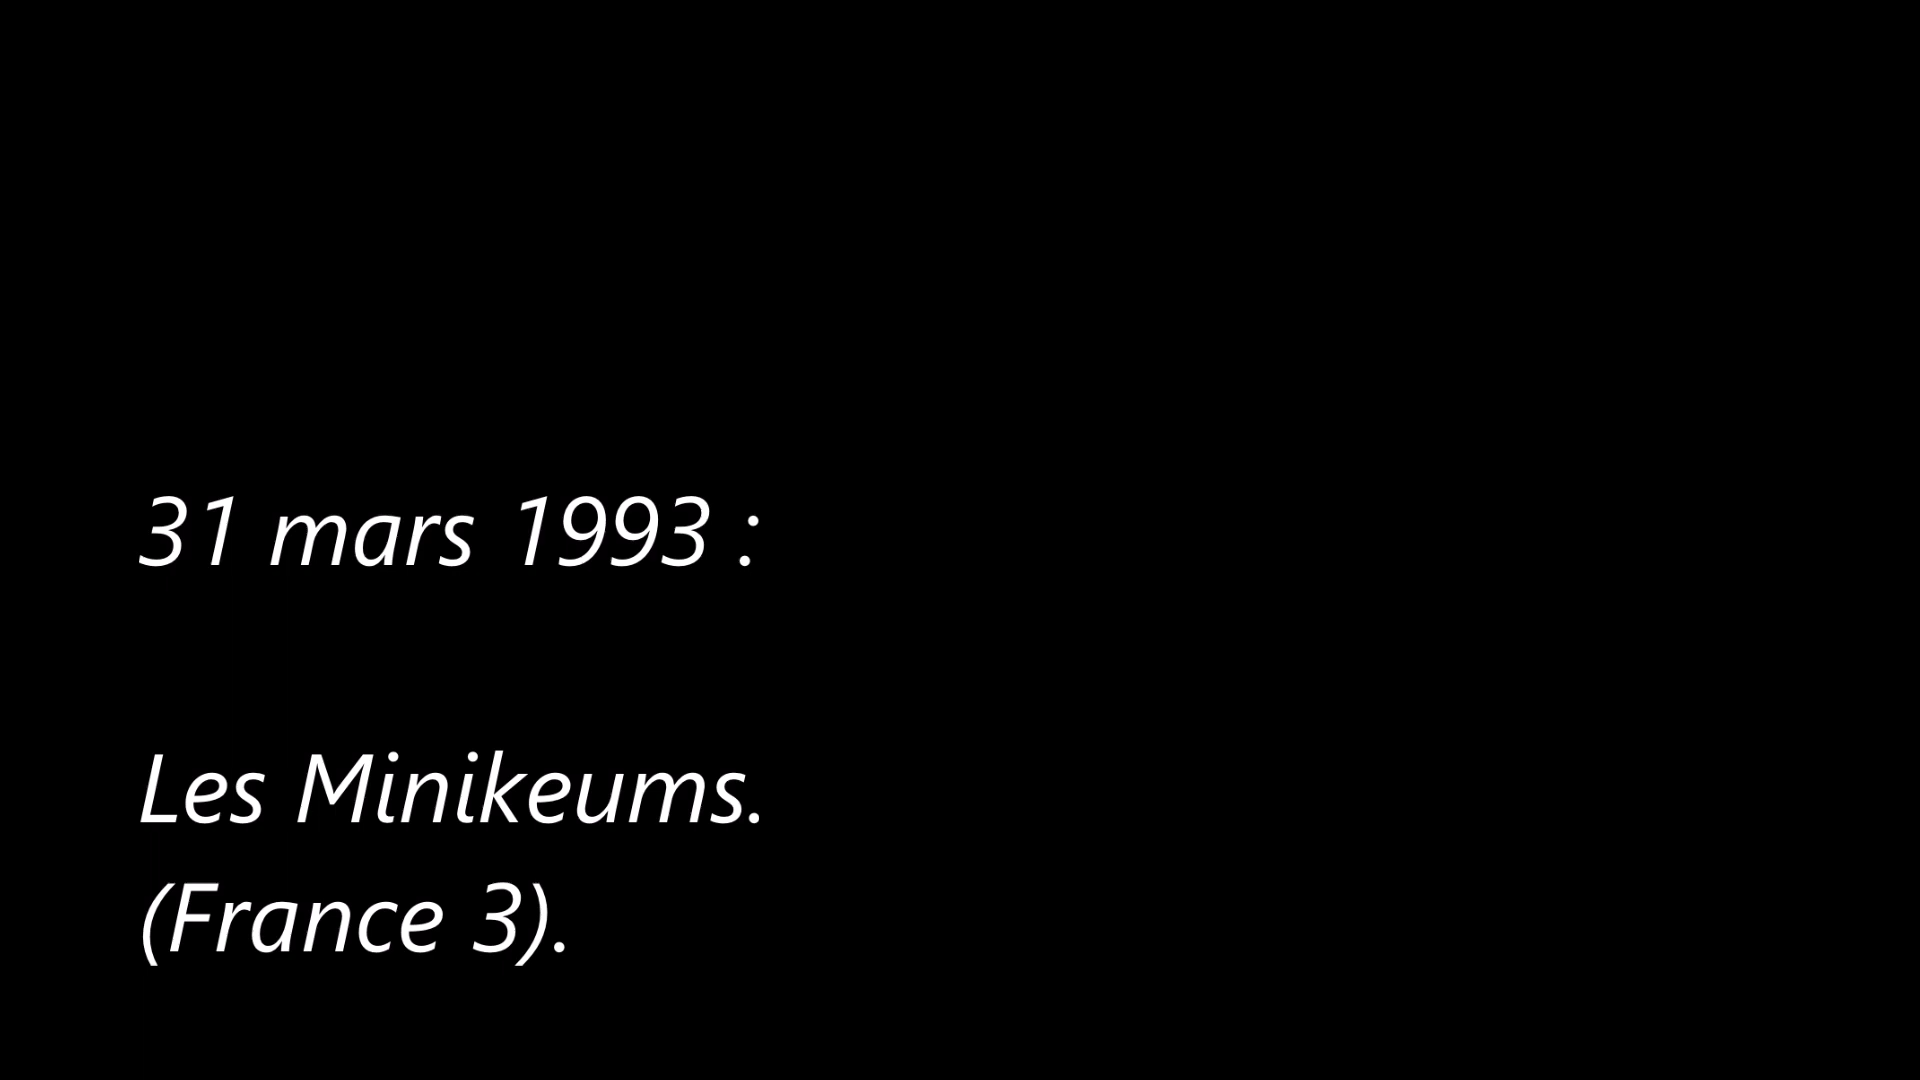 31 mars 1993 :
Les Minikeums.
(France 3).